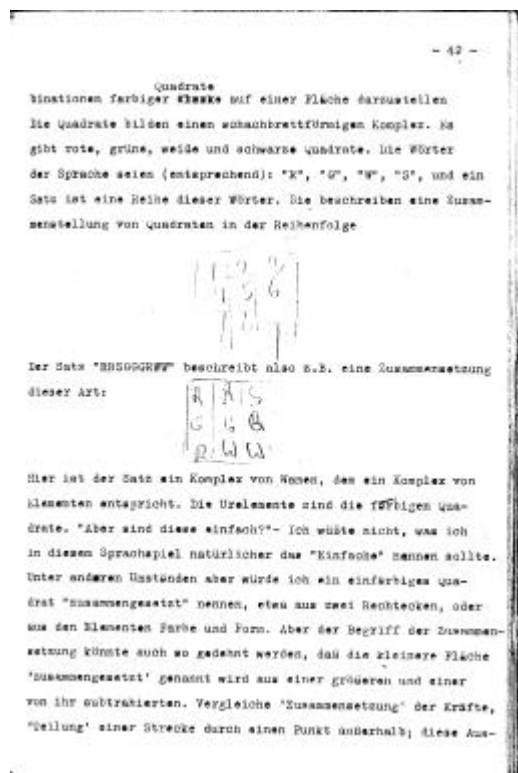 - 42 -
Quadrate
binationen farbiger auf einer Fläche darzustellen
Die Quadrate bilden einen schachbrettförmigen Komplex. Es
gibt rote, grüne, weiße und schwarze Quadrate. Die Wörter
der Sprache seien (entsprechend): "R", "G", "W", "S", und ein
Satz ist eine Reihe dieser Wörter. Sie beschreiben eine Zusam-
menstellung von Quadraten in der Reihenfolge
1 2 3
4 5 6
Der Satz "RRSGGGRWW" beschreibt also z.B. eine Zusammensetzung
dieser Art:
R R S
G G G
R W W
Hier ist der Satz ein Komplex von Namen, dem ein Komplex von
Elementen entspricht. Die Urelemente sind die farbigen Qua-
drate. "Aber sind diese einfach?"- Ich wüßte nicht, was ich
in diesem Sprachspiel natürlicher das "Einfache" nennen sollte.
Unter anderen Umständen aber würde ich ein einfarbiges Qua-
drat "zusammengesetzt" nennen, etwa aus zwei Rechtecken, oder
aus den Elementen Farbe und Form. Aber der Begriff der Zusammen-
setzung könnte auch so gedehnt werden, daß die kleinere Fläche
'zusammengesetzt' genannt wird aus einer größeren und einer
von ihr subtrahierten. Vergleiche 'Zusammensetzung' der Kräfte,
'Teilung' einer Strecke durch einen Punkt außerhalb; diese Aus-